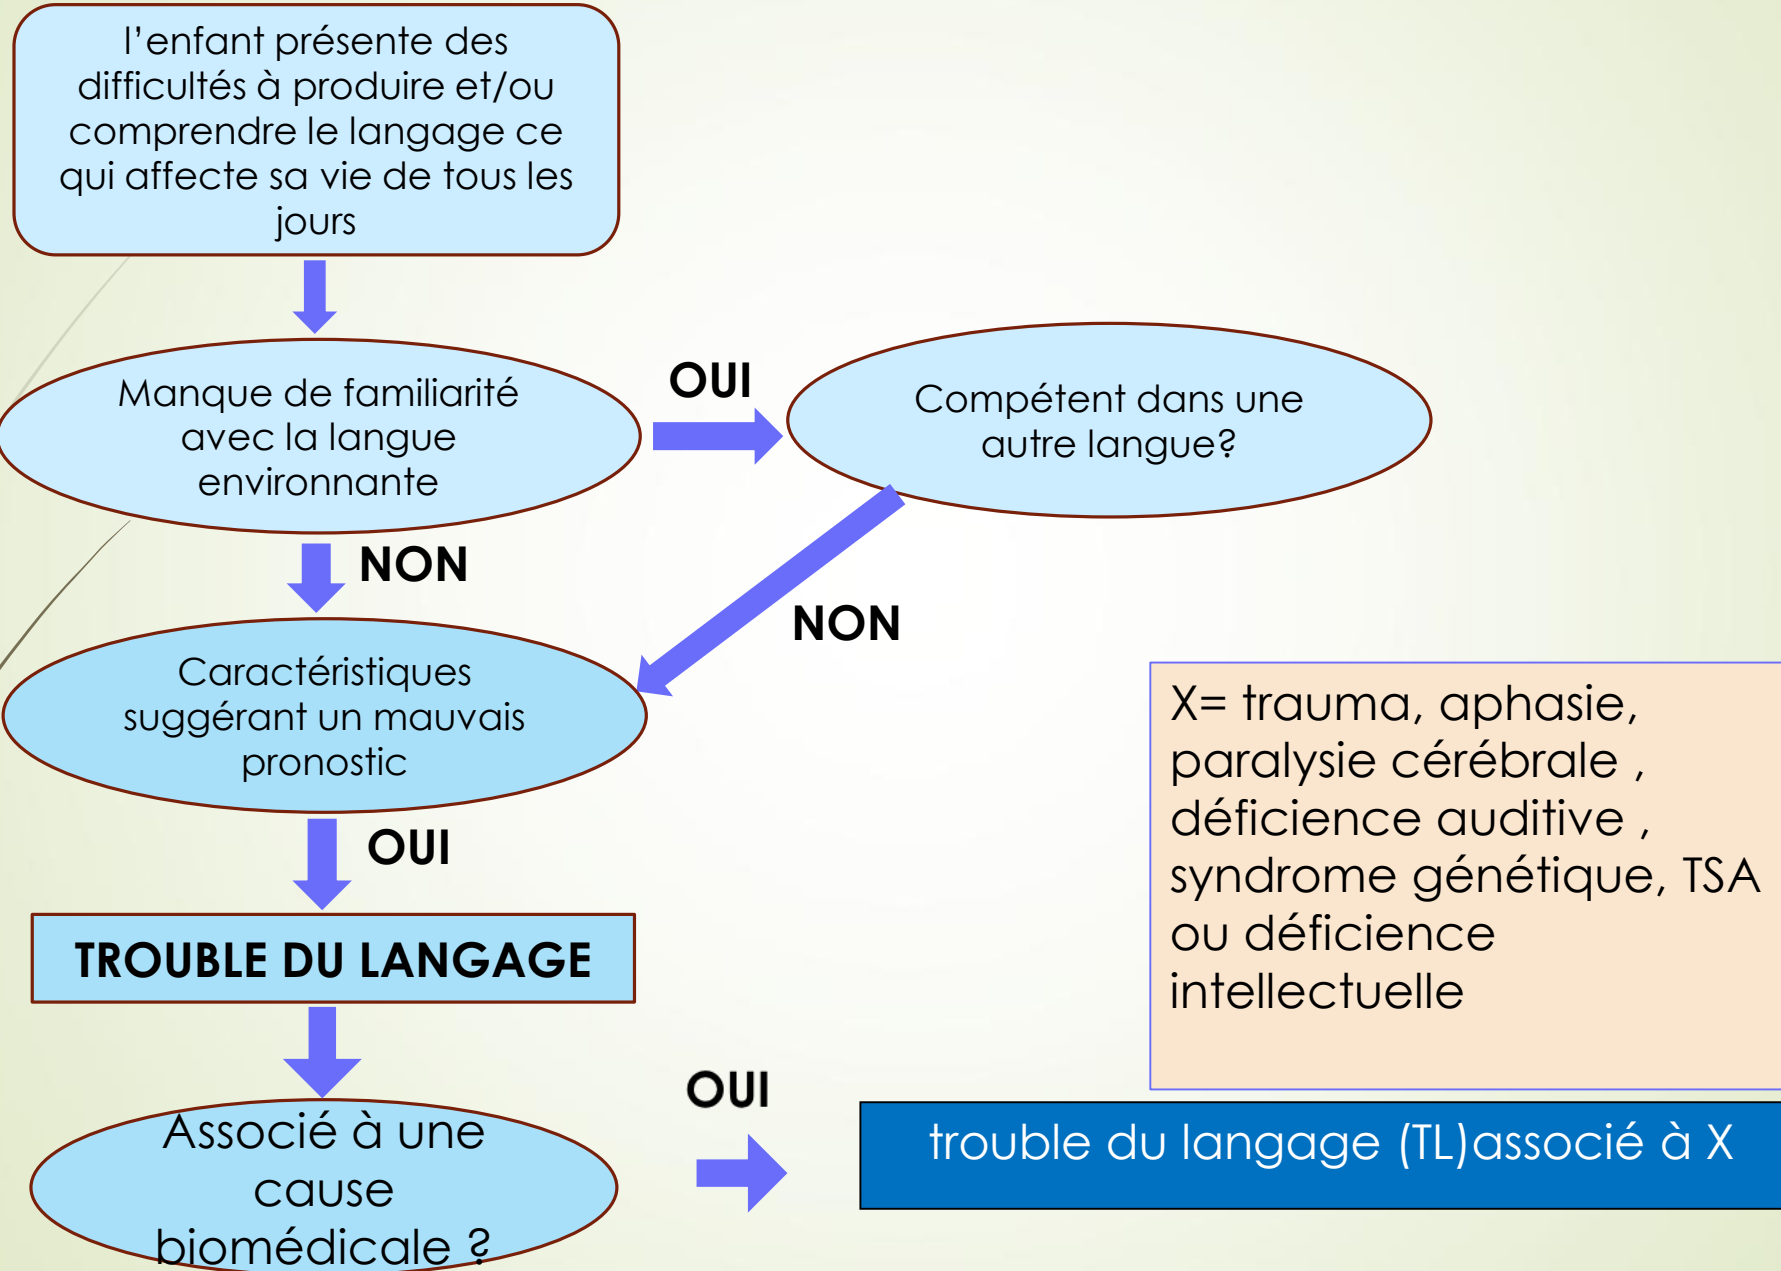 l'enfant présente des
difficultés à produire et/ou
comprendre le langage ce
qui affecte sa vie de tous les
jours
Manque de familiarité
avec la langue
environnante
OUI
Compétent dans une
autre langue?
NON
NON
Caractéristiques
suggérant un mauvais
pronostic
OUI
TROUBLE DU LANGAGE
X= trauma, aphasie,
paralysie cérébrale ,
déficience auditive ,
syndrome génétique, TSA
ou déficience
intellectuelle
Associé à une
cause
biomédicale ?
OUI
trouble du langage (TL)associé à X